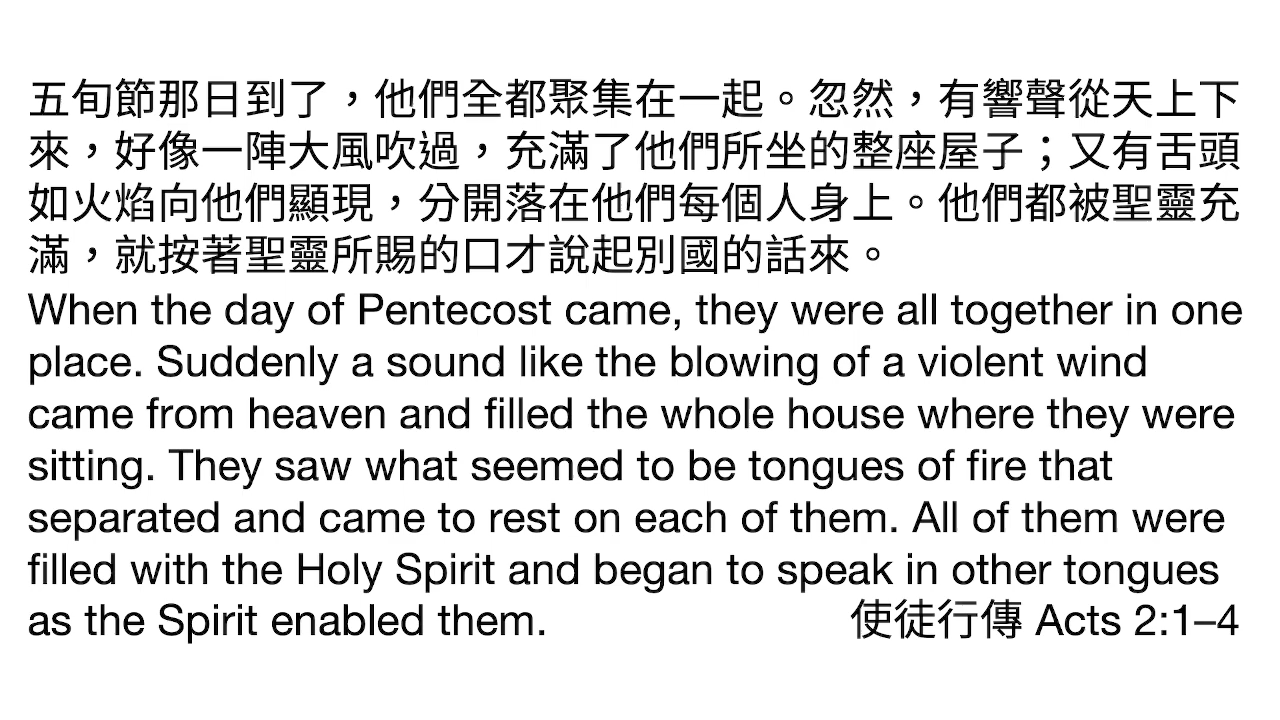 五旬節那日到了，他們全都聚集在一起。忽然，有響聲從天上下
來，好像一陣大風吹過，充滿了他們所坐的整座屋子；又有舌頭
如火焰向他們顯現，分開落在他們每個人身上。他們都被聖靈充
滿，就按著聖靈所賜的口才說起別國的話來。
When the day of Pentecost came, they were all together in one
place. Suddenly a sound like the blowing of a violent wind
came from heaven and filled the whole house where they were
sitting. They saw what seemed to be tongues of fire that
separated and came to rest on each of them. All of them were
filled with the Holy Spirit and began to speak in other tongues
as the Spirit enabled them. 使徒行傳 Acts 2:1–4